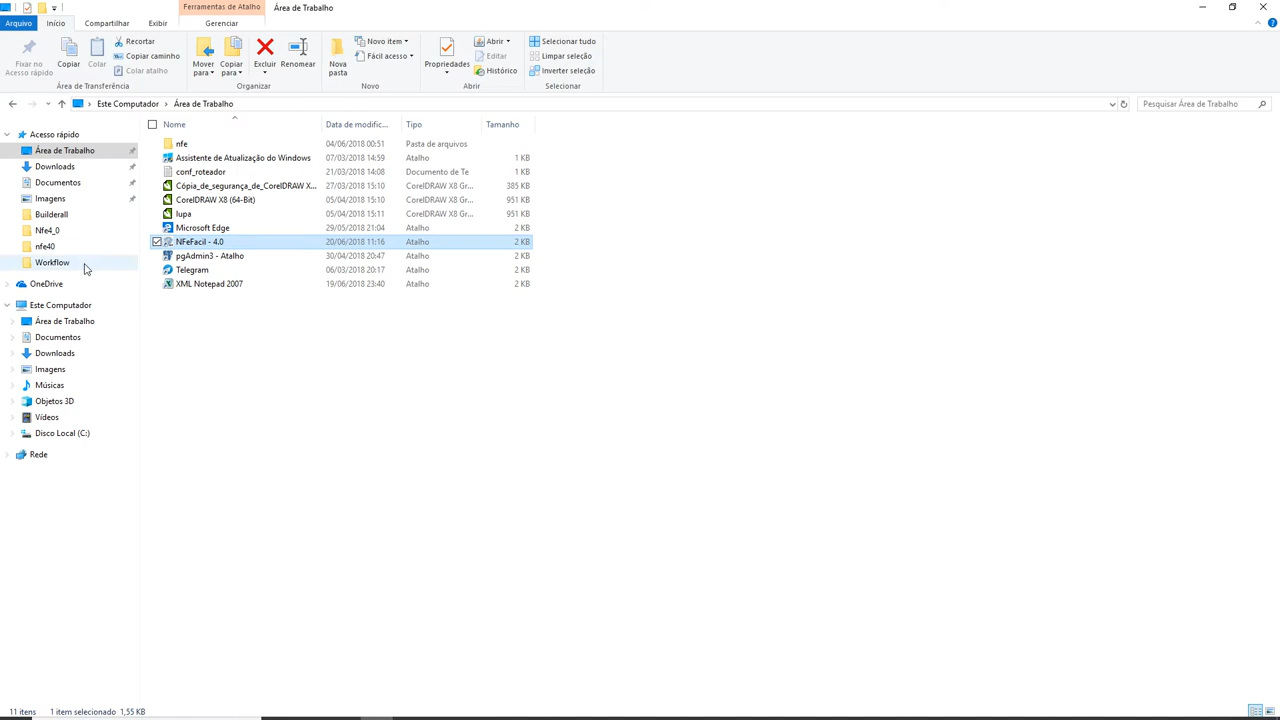 Ferramentas de Atalho
Área de Trabalho
Arquivo
Início
Compartilhar
Exibir
Gerenciar
Fixar no
Acesso rápido
Copiar
Colar
Recortar
Copiar caminho
Colar atalho
Mover
para
Copiar
para
Excluir
Renomear
Nova
pasta
Novo item
Fácil acesso
Propriedades
Abrir
Editar
Histórico
Selecionar tudo
Limpar seleção
Inverter seleção
Área de Transferência
Organizar
Novo
Abrir
Selecionar
Este Computador
Área de Trabalho
Pesquisar Área de Trabalho
Acesso rápido
Área de Trabalho
Downloads
Documentos
Imagens
Builderall
Nfe4_0
nfe40
Workflow
OneDrive
Este Computador
Área de Trabalho
Documentos
Downloads
Imagens
Músicas
Objetos 3D
Vídeos
Disco Local (C:)
Rede
Nome Data de modific... Tipo Tamanho
nfe 04/06/2018 00:51 Pasta de arquivos
Assistente de Atualização do Windows 07/03/2018 14:59 Atalho 1 KB
conf_roteador 21/03/2018 14:08 Documento de Te 1 KB
Cópia_de_segurança_de_CorelDRAW X... 27/03/2018 15:10 CorelDRAW X8 Gr... 385 KB
CorelDRAW X8 (64-Bit) 05/04/2018 15:10 CorelDRAW X8 Gr... 951 KB
lupa 05/04/2018 15:11 CorelDRAW X8 Gr... 951 KB
Microsoft Edge 29/05/2018 21:04 Atalho 2 KB
NFeFacil - 4.0 20/06/2018 11:16 Atalho 2 KB
pgAdmin3 - Atalho 30/04/2018 20:47 Atalho 2 KB
Telegram 06/03/2018 20:17 Atalho 2 KB
XML Notepad 2007 19/06/2018 23:40 Atalho 2 KB
11 itens 1 item selecionado 1,55 KB